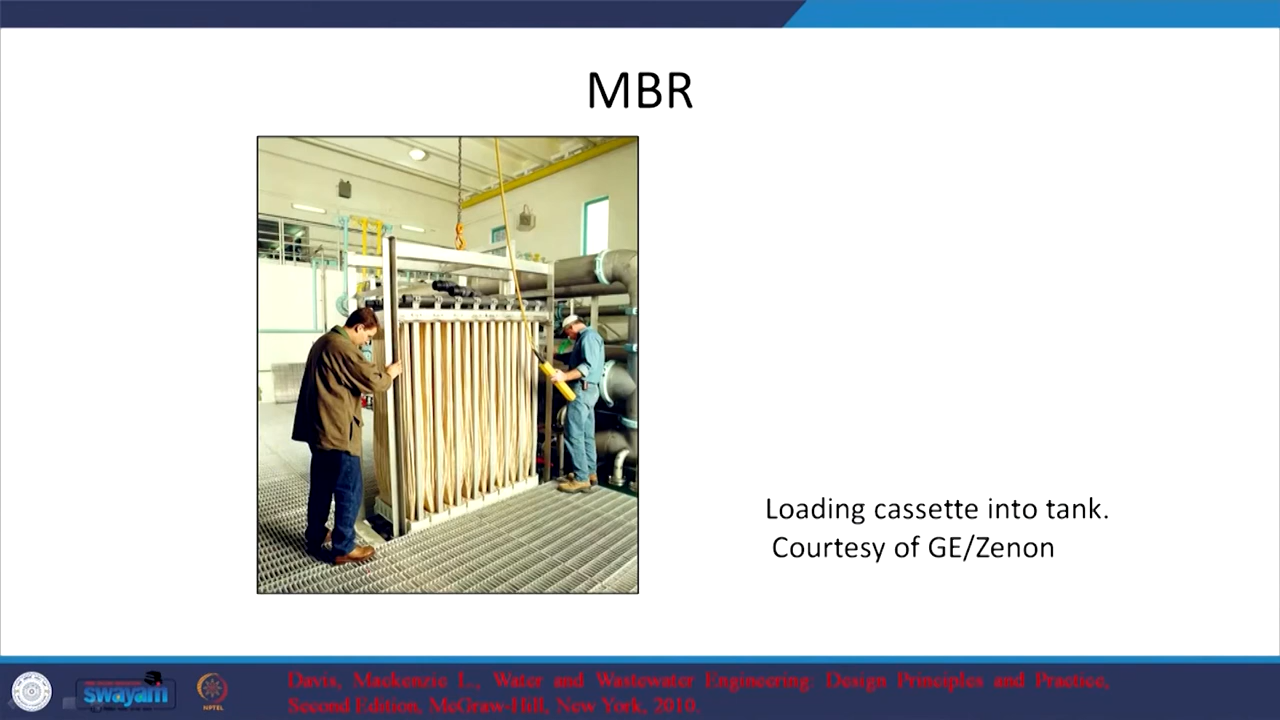 MBR
Loading cassette into tank.
Courtesy of GE/Zenon
swayam
NPTEL
Davis, Mackenzie L., Water and Wastewater Engineering: Design Principles and Practice,
Second Edition, McGraw-Hill, New York, 2010.